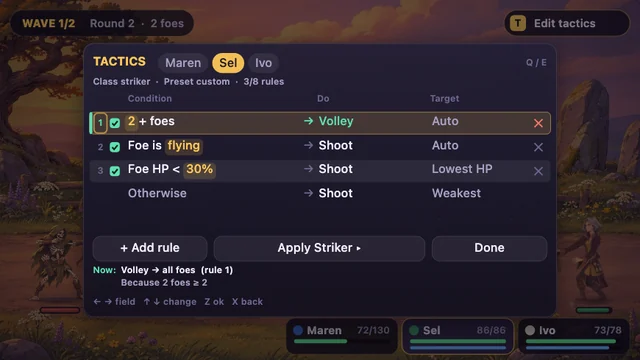 WAVE 1/2 Round 2 · 2 foes
T Edit tactics
TACTICS Maren Sel Ivo Q / E
Class striker · Preset custom · 3/8 rules
Condition Do Target
1 2 + foes → Volley Auto ×
2 Foe is flying → Shoot Auto ×
3 Foe HP < 30% → Shoot Lowest HP ×
Otherwise → Shoot Weakest
+ Add rule Apply Striker ▸ Done
Now: Volley → all foes (rule 1)
Because 2 foes ≥ 2
← → field ↑ ↓ change Z ok X back
Maren 72/130 Sel 86/86 Ivo 73/78